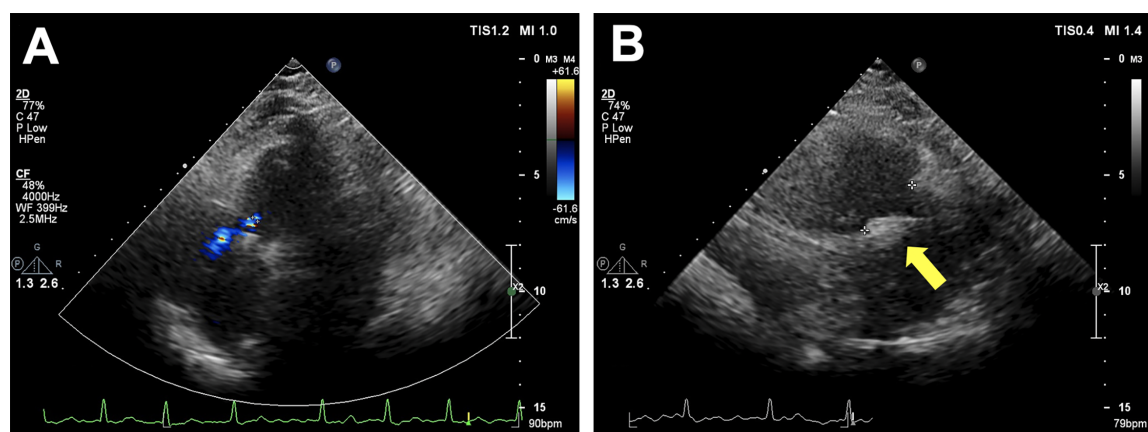 A
TIS1.2 MI 1.0
P
0
M3 M4
+61.6
2D
77%
C 47
P Low
HPen
CF
48%
4000Hz
WF 399Hz
2.5MHz
5
-61.6
cm/s
G
P R
1.3 2.6
X2
10
15
90bpm
B
TIS0.4 MI 1.4
P
0
M3
2D
74%
C 47
P Low
HPen
5
G
P R
1.3 2.6
X2
10
15
79bpm